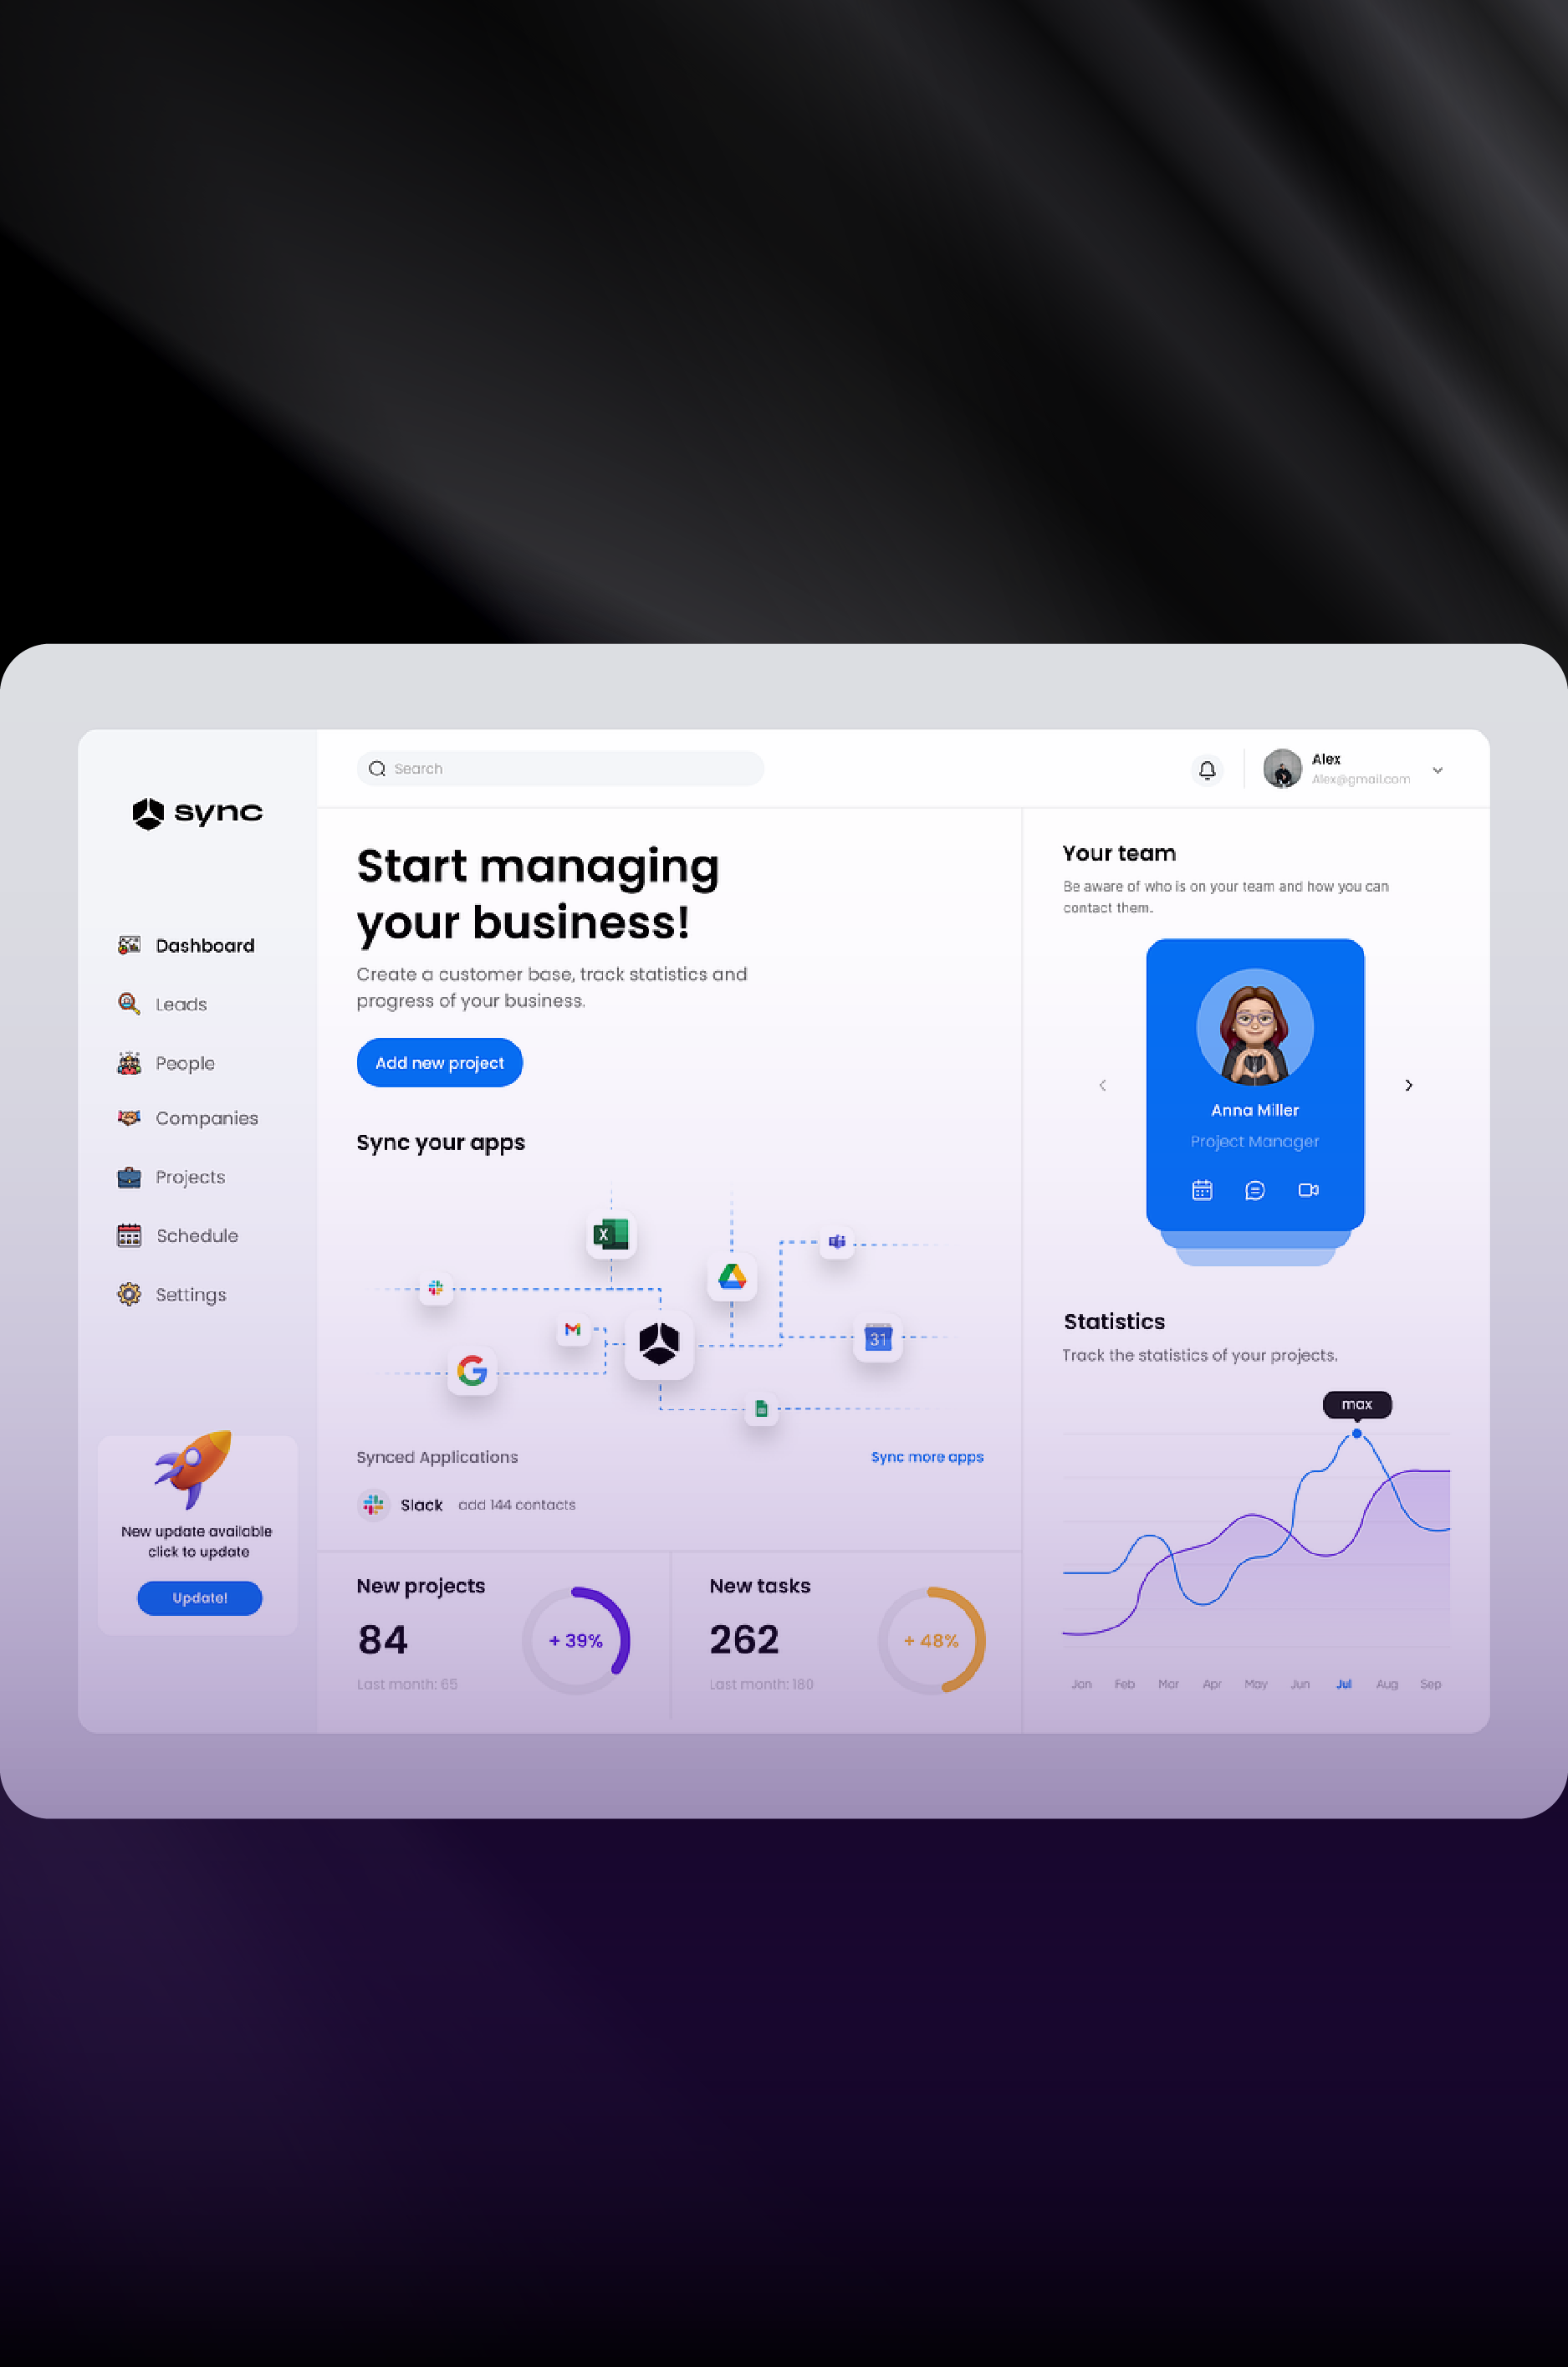 sync
Dashboard
Leads
People
Companies
Projects
Schedule
Settings
New update available
click to update
Update!
Search
Alex
Alex@gmail.com
Start managing
your business!
Create a customer base, track statistics and
progress of your business.
Add new project
Sync your apps
X
31
Synced Applications
Sync more apps
Slack add 144 contacts
New projects
84
+ 39%
Last month: 65
New tasks
262
+ 48%
Last month: 180
Your team
Be aware of who is on your team and how you can
contact them.
Anna Miller
Project Manager
Statistics
Track the statistics of your projects.
max
Jan Feb Mar Apr May Jun Jul Aug Sep